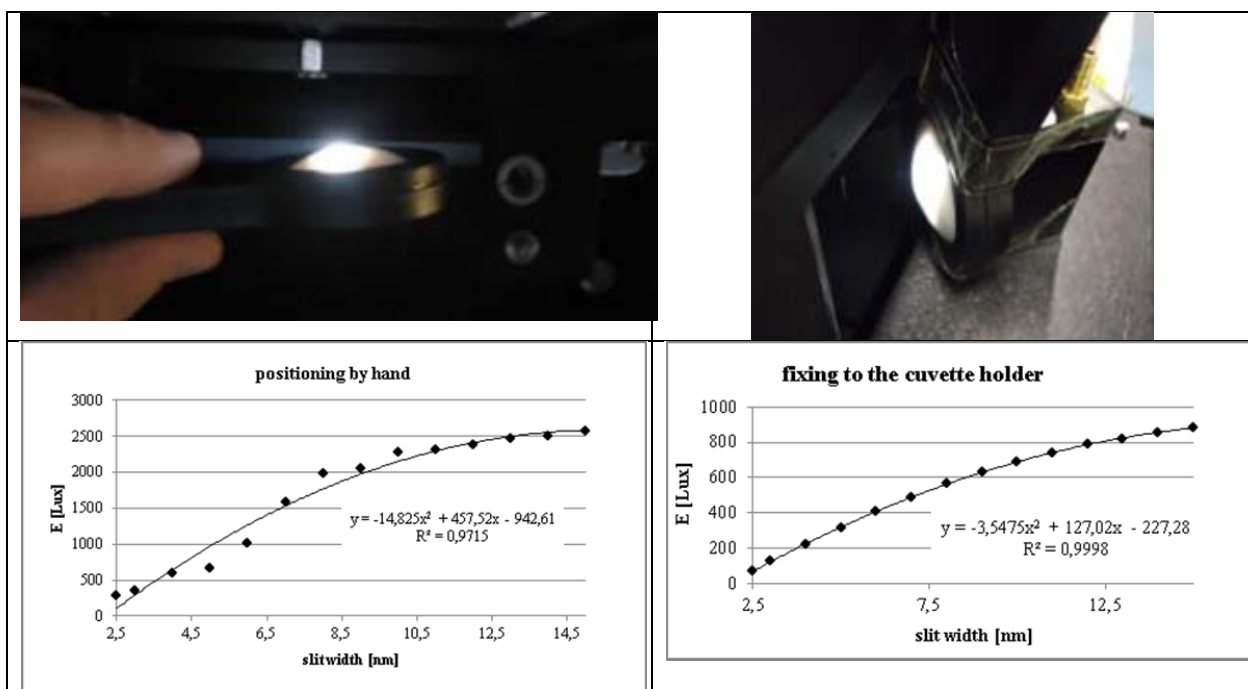 positioning by hand
3000
2500
2000
1500
1000
500
0
E [Lux]
y = -14,825x² + 457,52x - 942,61
R² = 0,9715
2,5 4,5 6,5 8,5 10,5 12,5 14,5
slit width [nm]
fixing to the cuvette holder
1000
800
600
400
200
0
E [Lux]
y = -3,5475x² + 127,02x - 227,28
R² = 0,9998
2,5 7,5 12,5
slit width [nm]